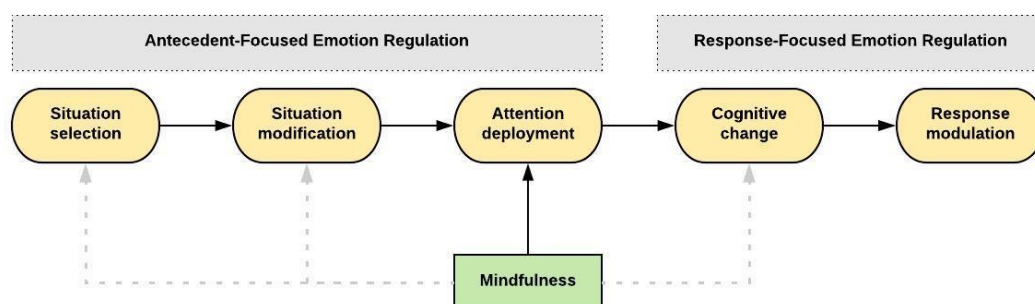 Antecedent-Focused Emotion Regulation
Response-Focused Emotion Regulation
Situation
selection
Situation
modification
Attention
deployment
Cognitive
change
Response
modulation
Mindfulness